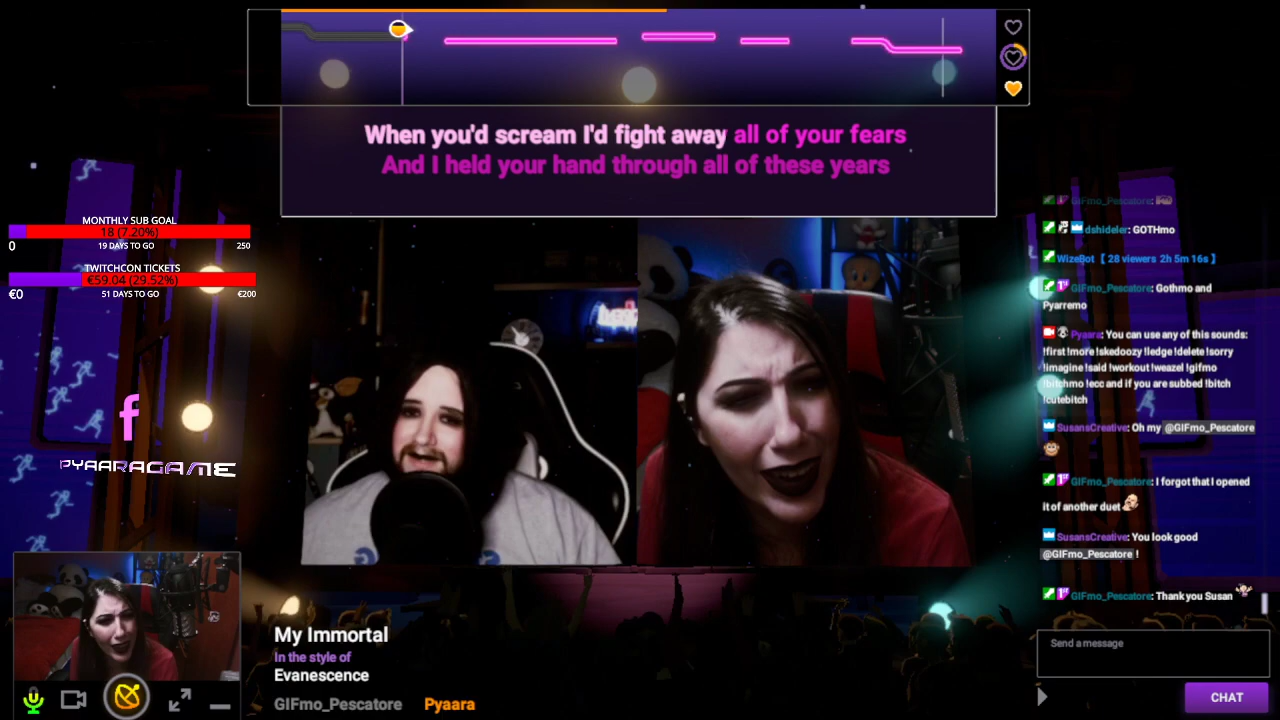 When you'd scream I'd fight away all of your fears
And I held your hand through all of these years
MONTHLY SUB GOAL
18 (7.20%)
0 19 DAYS TO GO 250
TWITCHCON TICKETS
€59.04 (29.52%)
€0 51 DAYS TO GO €200
f
PYAARAGAME
GIFmo_Pescatore:
dshideler: GOTHmo
WizeBot [ 28 viewers 2h 5m 16s ]
GIFmo_Pescatore: Gothmo and
Pyarremo
Pyaara: You can use any of this sounds:
!first !more !skedoozy !ledge !delete !sorry
!imagine !said !workout !weazel !gifmo
!bitchmo !ecc and if you are subbed !bitch
!cutebitch
SusansCreative: Oh my @GIFmo_Pescatore
GIFmo_Pescatore: I forgot that I opened
it of another duet
SusansCreative: You look good
@GIFmo_Pescatore !
GIFmo_Pescatore: Thank you Susan
Send a message
CHAT
My Immortal
In the style of
Evanescence
GIFmo_Pescatore Pyaara